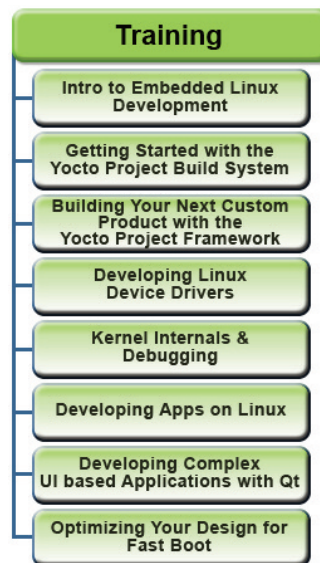 Training
Intro to Embedded Linux
Development
Getting Started with the
Yocto Project Build System
Building Your Next Custom
Product with the
Yocto Project Framework
Developing Linux
Device Drivers
Kernel Internals &
Debugging
Developing Apps on Linux
Developing Complex
UI based Applications with Qt
Optimizing Your Design for
Fast Boot